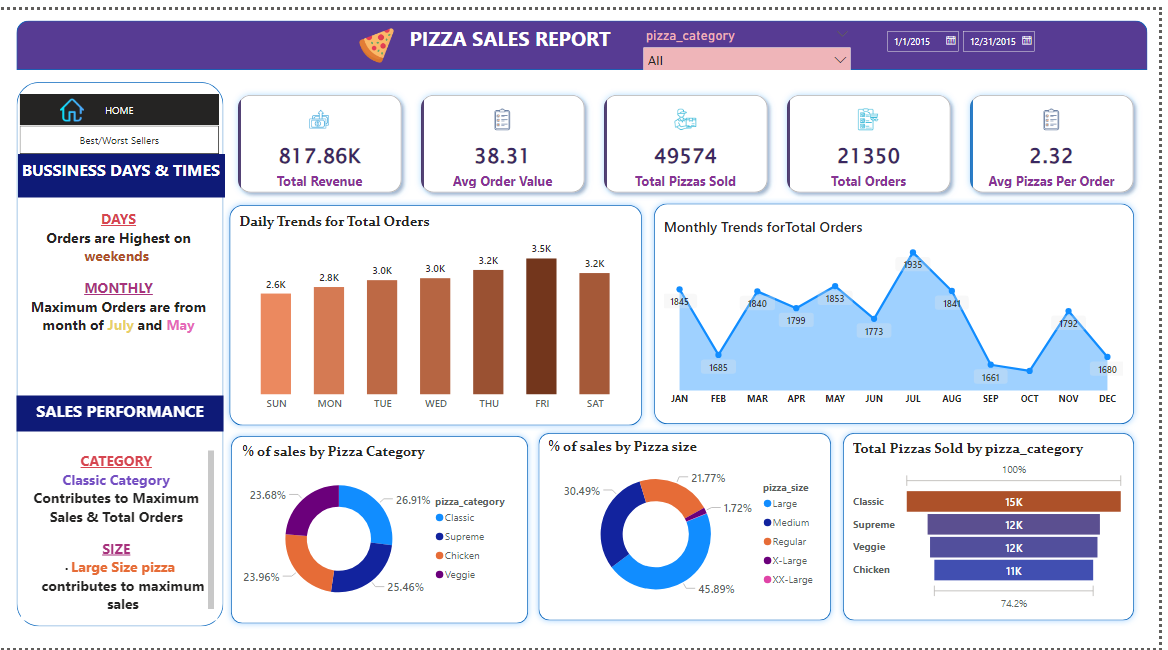 PIZZA SALES REPORT
pizza_category
All
1/1/2015
12/31/2015
HOME
Best/Worst Sellers
BUSSINESS DAYS & TIMES
DAYS
Orders are Highest on
weekends
MONTHLY
Maximum Orders are from
month of July and May
SALES PERFORMANCE
CATEGORY
Classic Category
Contributes to Maximum
Sales & Total Orders
SIZE
· Large Size pizza
contributes to maximum
sales
817.86K
Total Revenue
38.31
Avg Order Value
49574
Total Pizzas Sold
21350
Total Orders
2.32
Avg Pizzas Per Order
Daily Trends for Total Orders
2.6K
2.8K
3.0K
3.0K
3.2K
3.5K
3.2K
SUN MON TUE WED THU FRI SAT
Monthly Trends forTotal Orders
1845
1685
1840
1799
1853
1773
1935
1841
1661
1792
1680
JAN FEB MAR APR MAY JUN JUL AUG SEP OCT NOV DEC
% of sales by Pizza Category
23.68%
26.91%
23.96%
25.46%
pizza_category
Classic
Supreme
Chicken
Veggie
% of sales by Pizza size
30.49%
21.77%
1.72%
45.89%
pizza_size
Large
Medium
Regular
X-Large
XX-Large
Total Pizzas Sold by pizza_category
100%
Classic 15K
Supreme 12K
Veggie 12K
Chicken 11K
74.2%